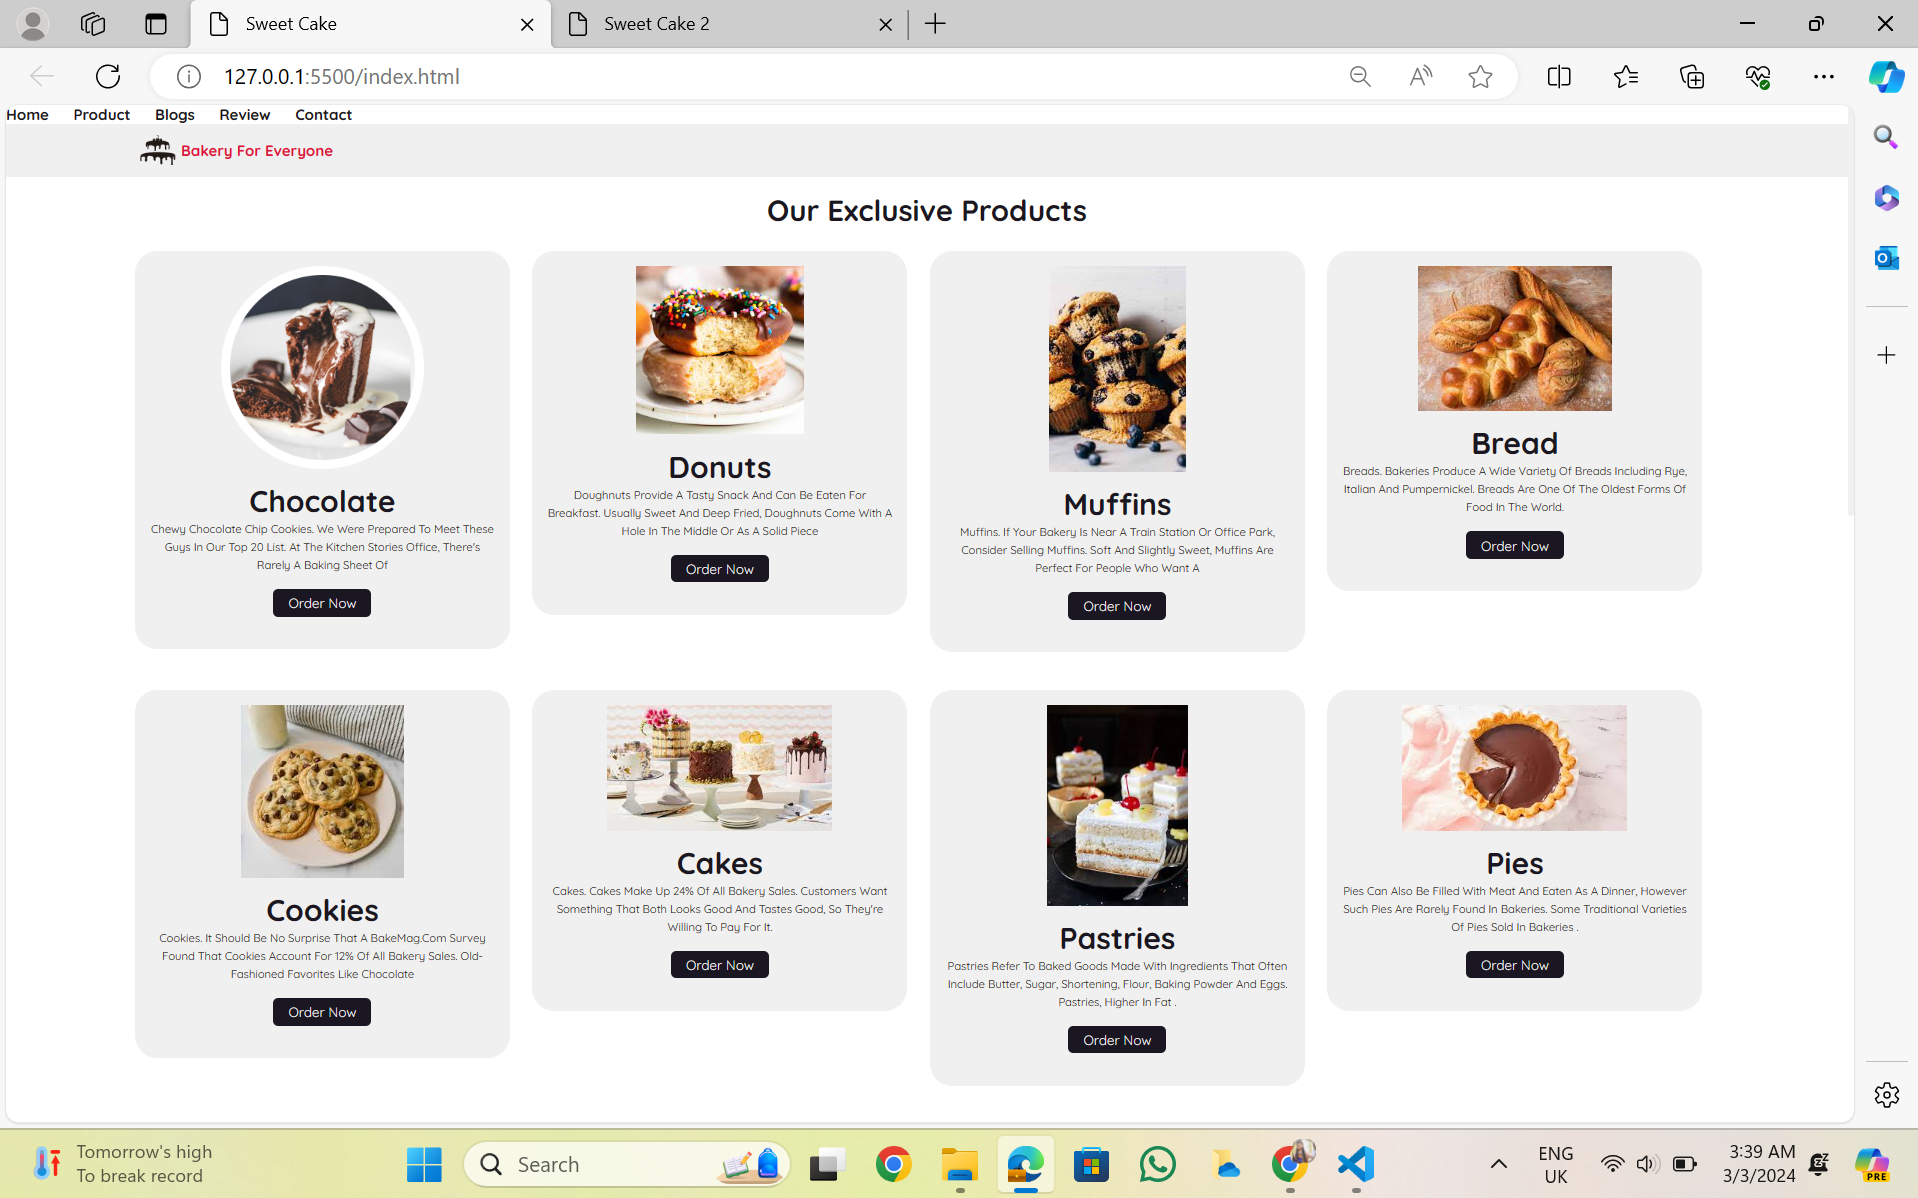 Sweet Cake
Sweet Cake 2
127.0.0.1:5500/index.html
Home Product Blogs Review Contact
Bakery For Everyone
Our Exclusive Products
Chocolate
Chewy Chocolate Chip Cookies. We Were Prepared To Meet These
Guys In Our Top 20 List. At The Kitchen Stories Office, There's
Rarely A Baking Sheet Of
Order Now
Donuts
Doughnuts Provide A Tasty Snack And Can Be Eaten For
Breakfast. Usually Sweet And Deep Fried, Doughnuts Come With A
Hole In The Middle Or As A Solid Piece
Order Now
Muffins
Muffins. If Your Bakery Is Near A Train Station Or Office Park,
Consider Selling Muffins. Soft And Slightly Sweet, Muffins Are
Perfect For People Who Want A
Order Now
Bread
Breads. Bakeries Produce A Wide Variety Of Breads Including Rye,
Italian And Pumpernickel. Breads Are One Of The Oldest Forms Of
Food In The World.
Order Now
Cookies
Cookies. It Should Be No Surprise That A BakeMag.Com Survey
Found That Cookies Account For 12% Of All Bakery Sales. Old-
Fashioned Favorites Like Chocolate
Order Now
Cakes
Cakes. Cakes Make Up 24% Of All Bakery Sales. Customers Want
Something That Both Looks Good And Tastes Good, So They're
Willing To Pay For It.
Order Now
Pastries
Pastries Refer To Baked Goods Made With Ingredients That Often
Include Butter, Sugar, Shortening, Flour, Baking Powder And Eggs.
Pastries, Higher In Fat .
Order Now
Pies
Pies Can Also Be Filled With Meat And Eaten As A Dinner, However
Such Pies Are Rarely Found In Bakeries. Some Traditional Varieties
Of Pies Sold In Bakeries .
Order Now
Tomorrow's high
To break record
Search
ENG
UK
3:39 AM
3/3/2024
PRE